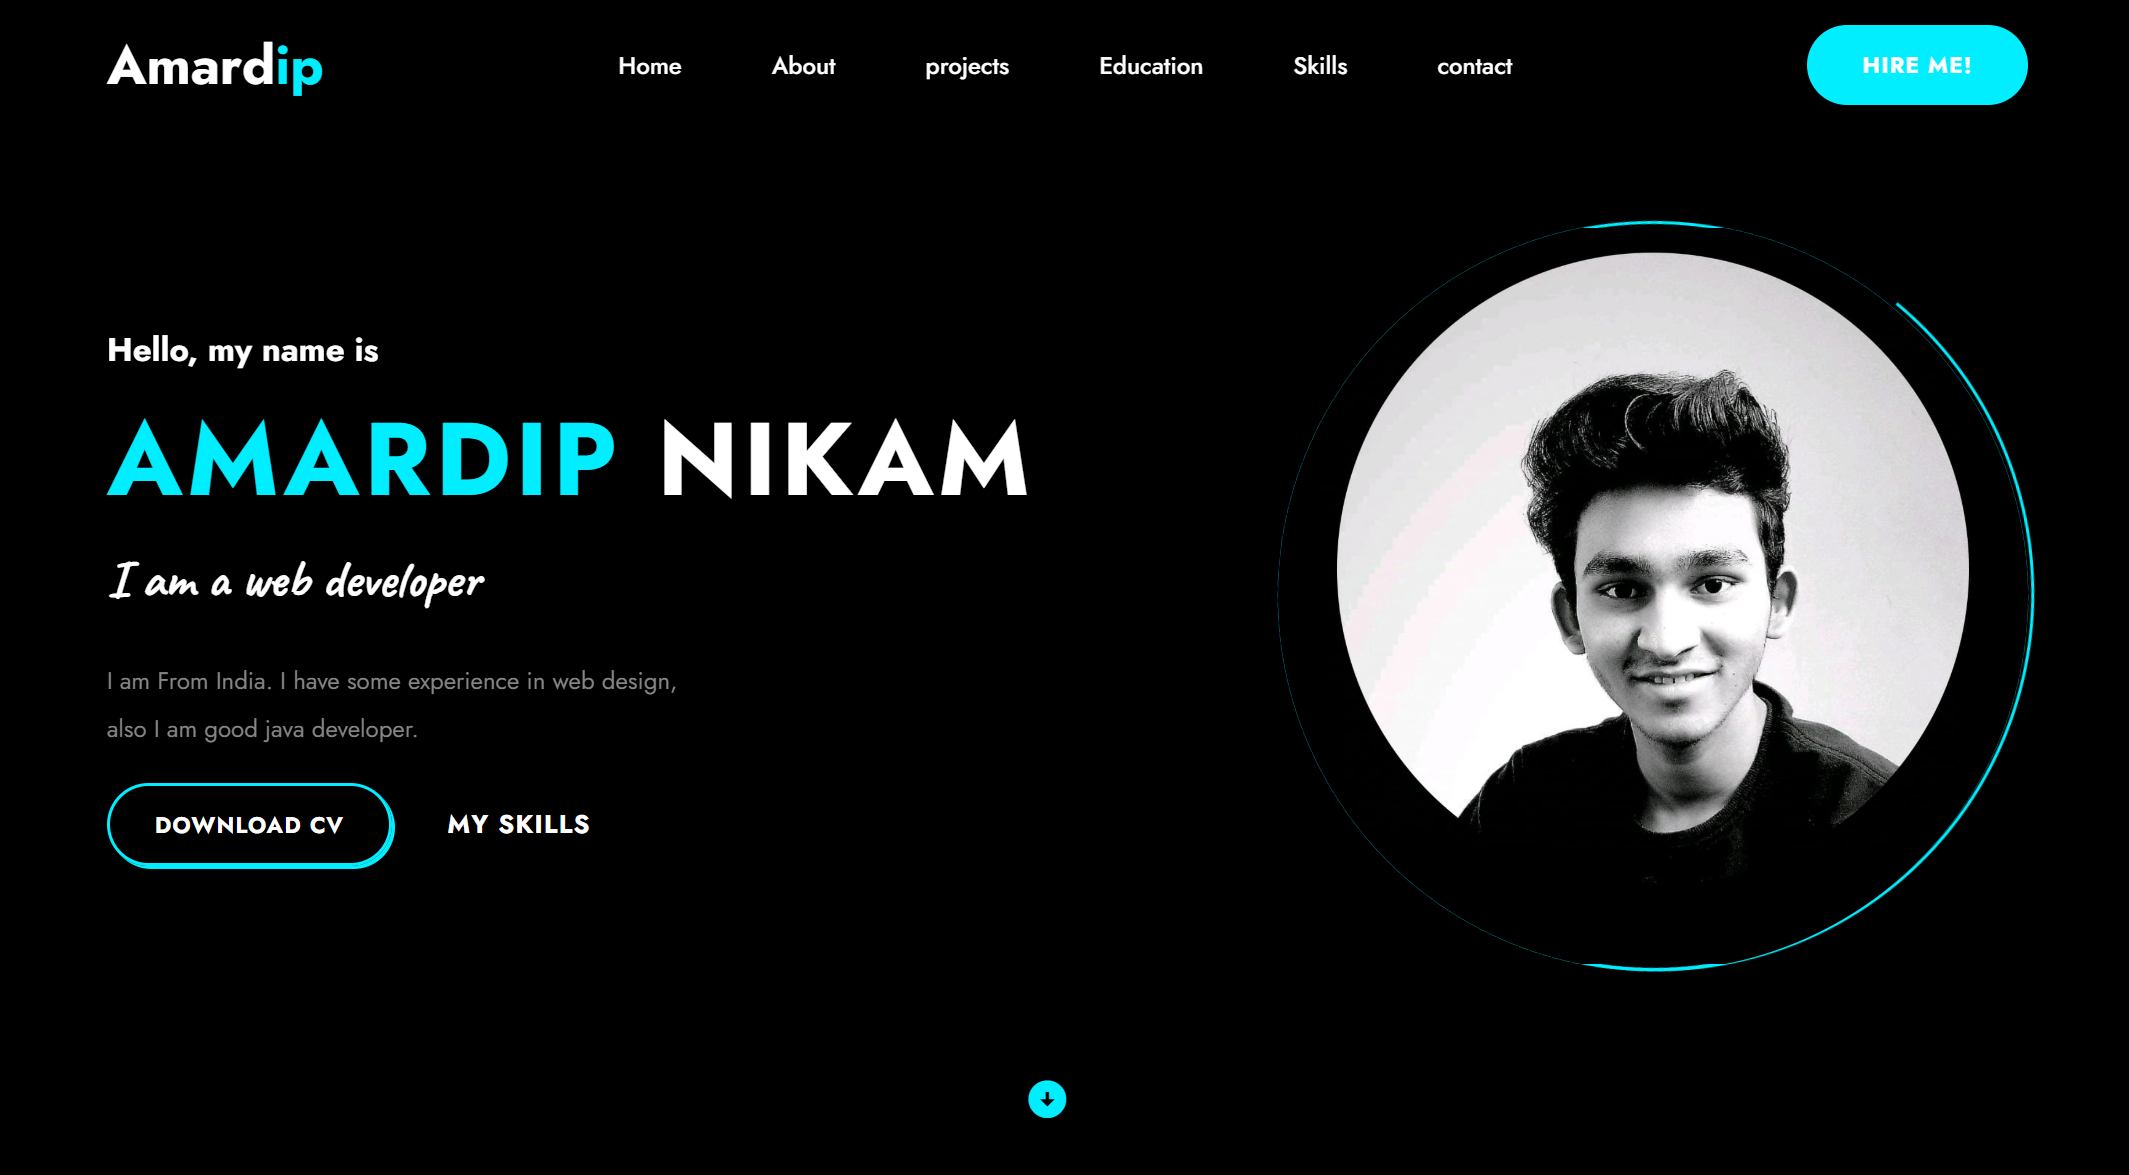 Amardip
Home About projects Education Skills contact
HIRE ME!
Hello, my name is
AMARDIP NIKAM
I am a web developer
I am From India. I have some experience in web design,
also I am good java developer.
DOWNLOAD CV
MY SKILLS